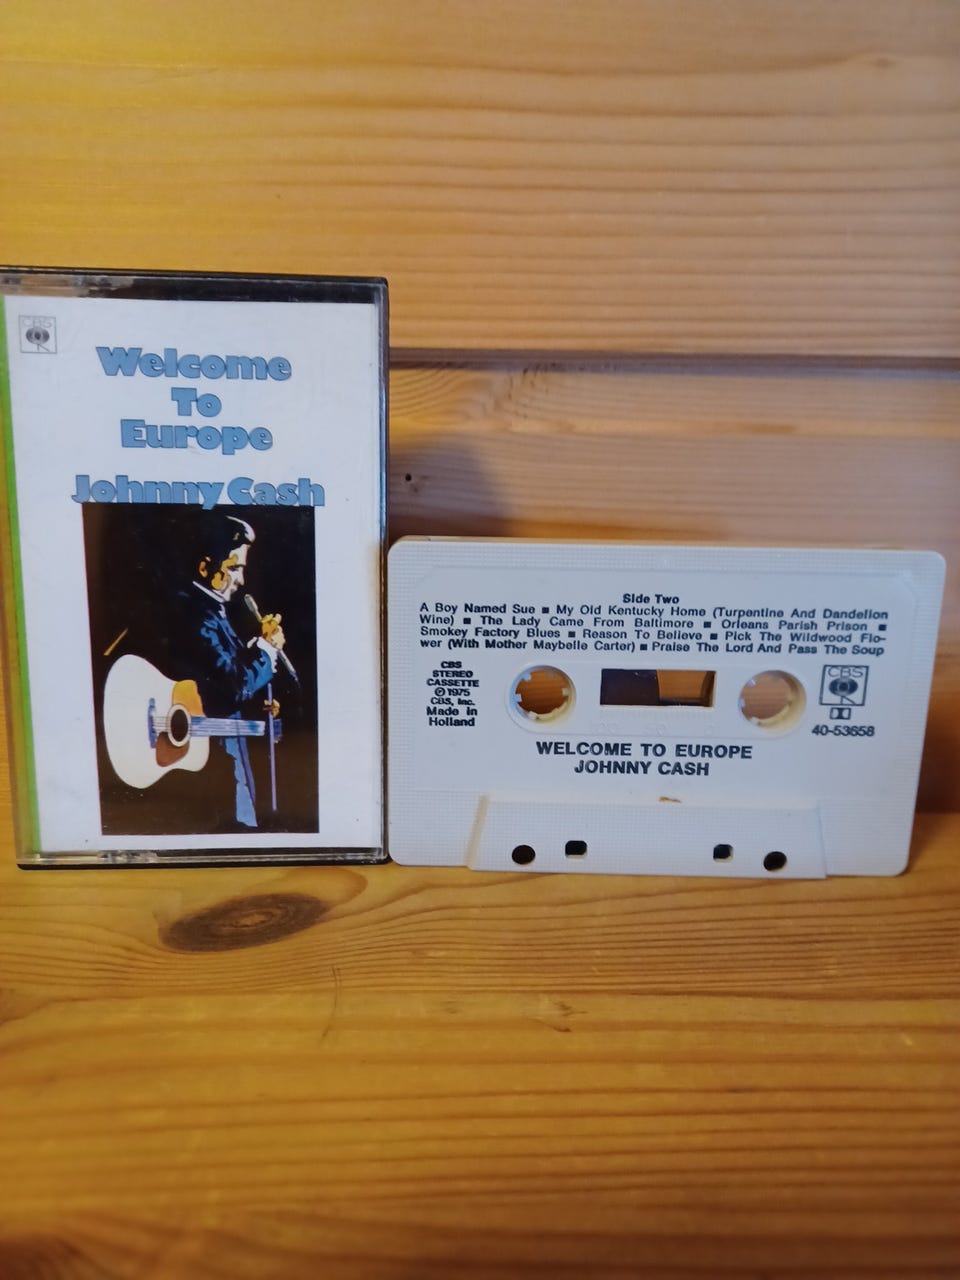 CBS
Welcome
To
Europe
Johnny Cash
Side Two
A Boy Named Sue ■ My Old Kentucky Home (Turpentine And Dandelion
Wine) ■ The Lady Came From Baltimore ■ Orleans Parish Prison ■
Smokey Factory Blues ■ Reason To Believe ■ Pick The Wildwood Flo-
wer (With Mother Maybelle Carter) ■ Praise The Lord And Pass The Soup
CBS
STEREO
CASSETTE
℗ 1975
CBS, Inc.
Made in
Holland
CBS
40-53658
WELCOME TO EUROPE
JOHNNY CASH